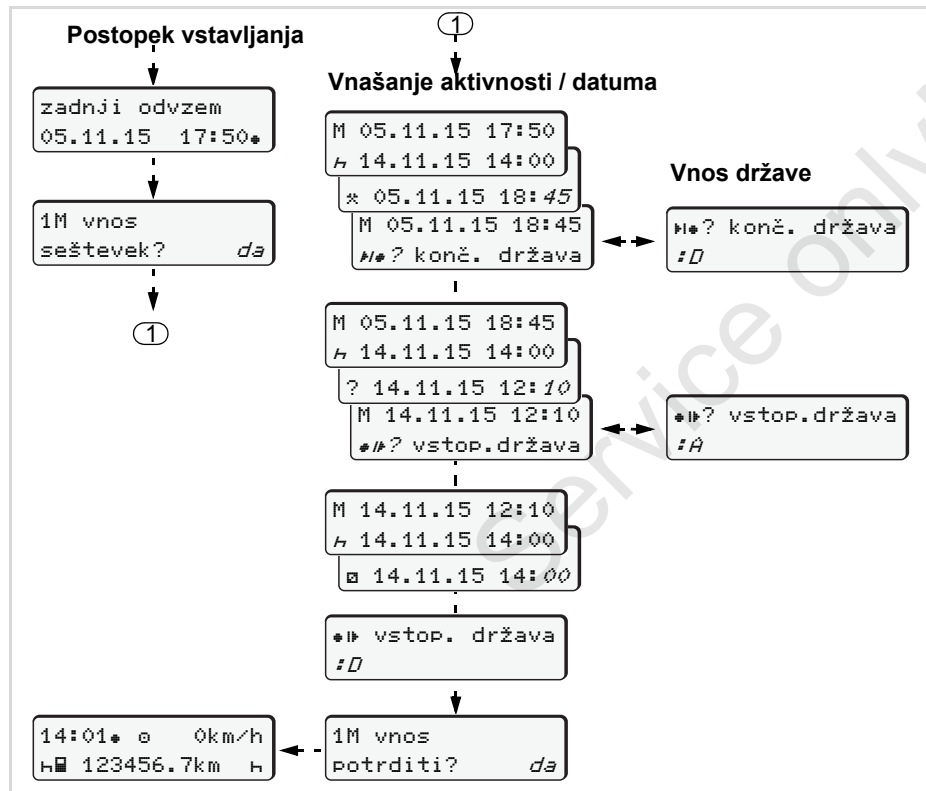 Postopek vstavljanja
zadnji odvzem
05.11.15 17:50
1M vnos
seštevek? da
1
1
Vnašanje aktivnosti / datuma
M 05.11.15 17:50
14.11.15 14:00
05.11.15 18:45
M 05.11.15 18:45
? konč. država
Vnos države
? konč. država
:D
M 05.11.15 18:45
14.11.15 14:00
? 14.11.15 12:10
M 14.11.15 12:10
? vstop.država
? vstop.država
:A
M 14.11.15 12:10
14.11.15 14:00
14.11.15 14:00
vstop. država
:D
1M vnos
potrditi? da
14:01 0km/h
123456.7km
Service only